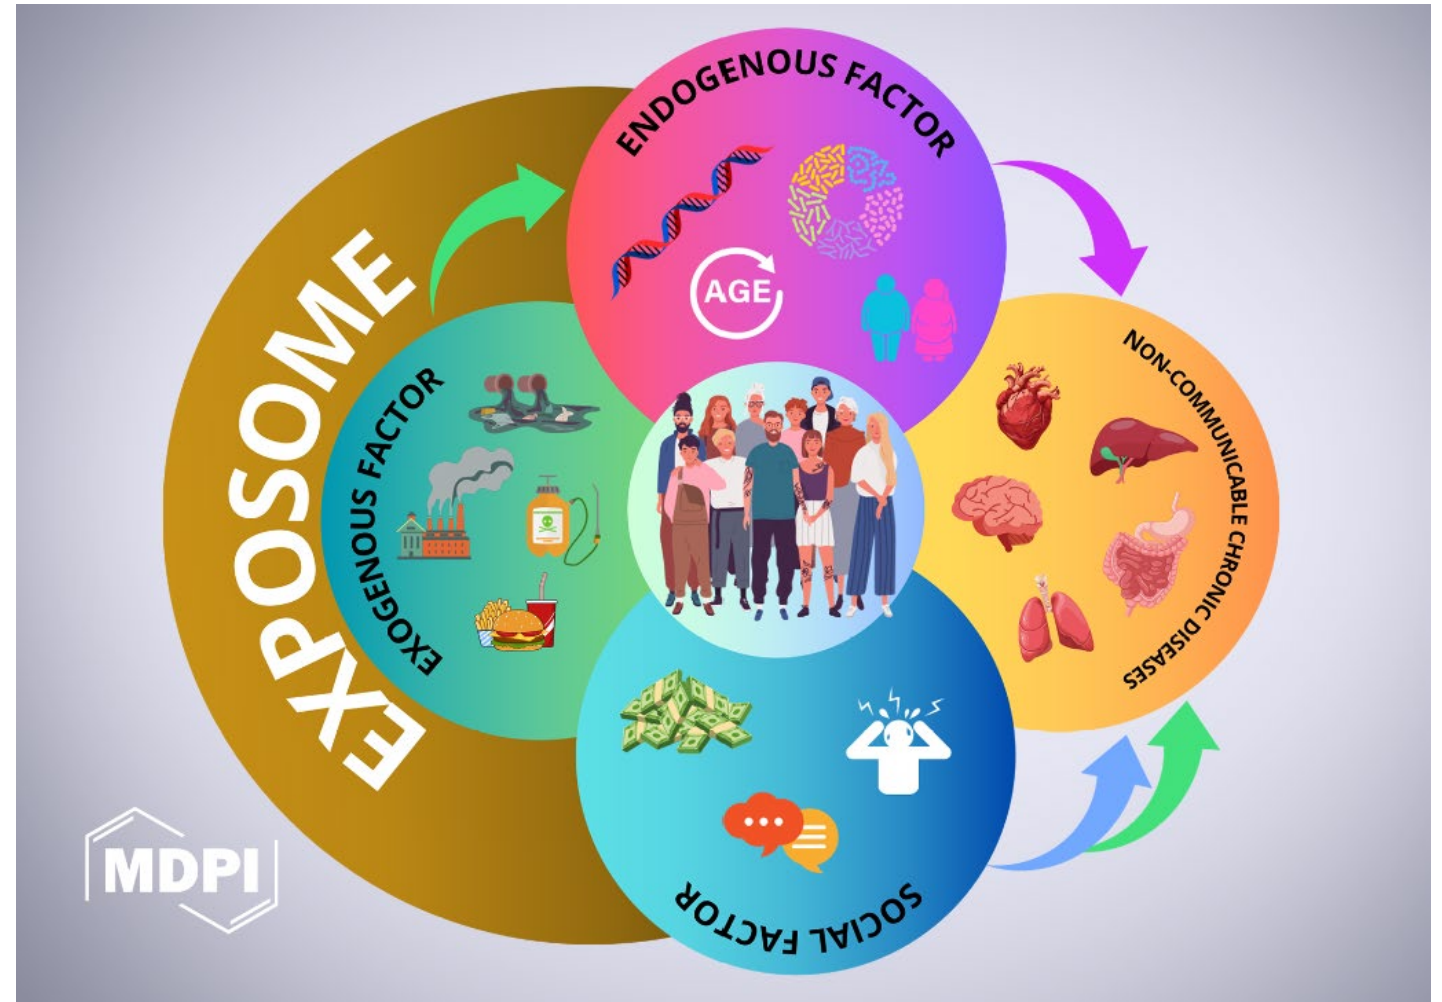 EXPOSOME
ENDOGENOUS FACTOR
AGE
EXOGENOUS FACTOR
NON-COMMUNICABLE CHRONIC DISEASES
SOCIAL FACTOR
MDPI